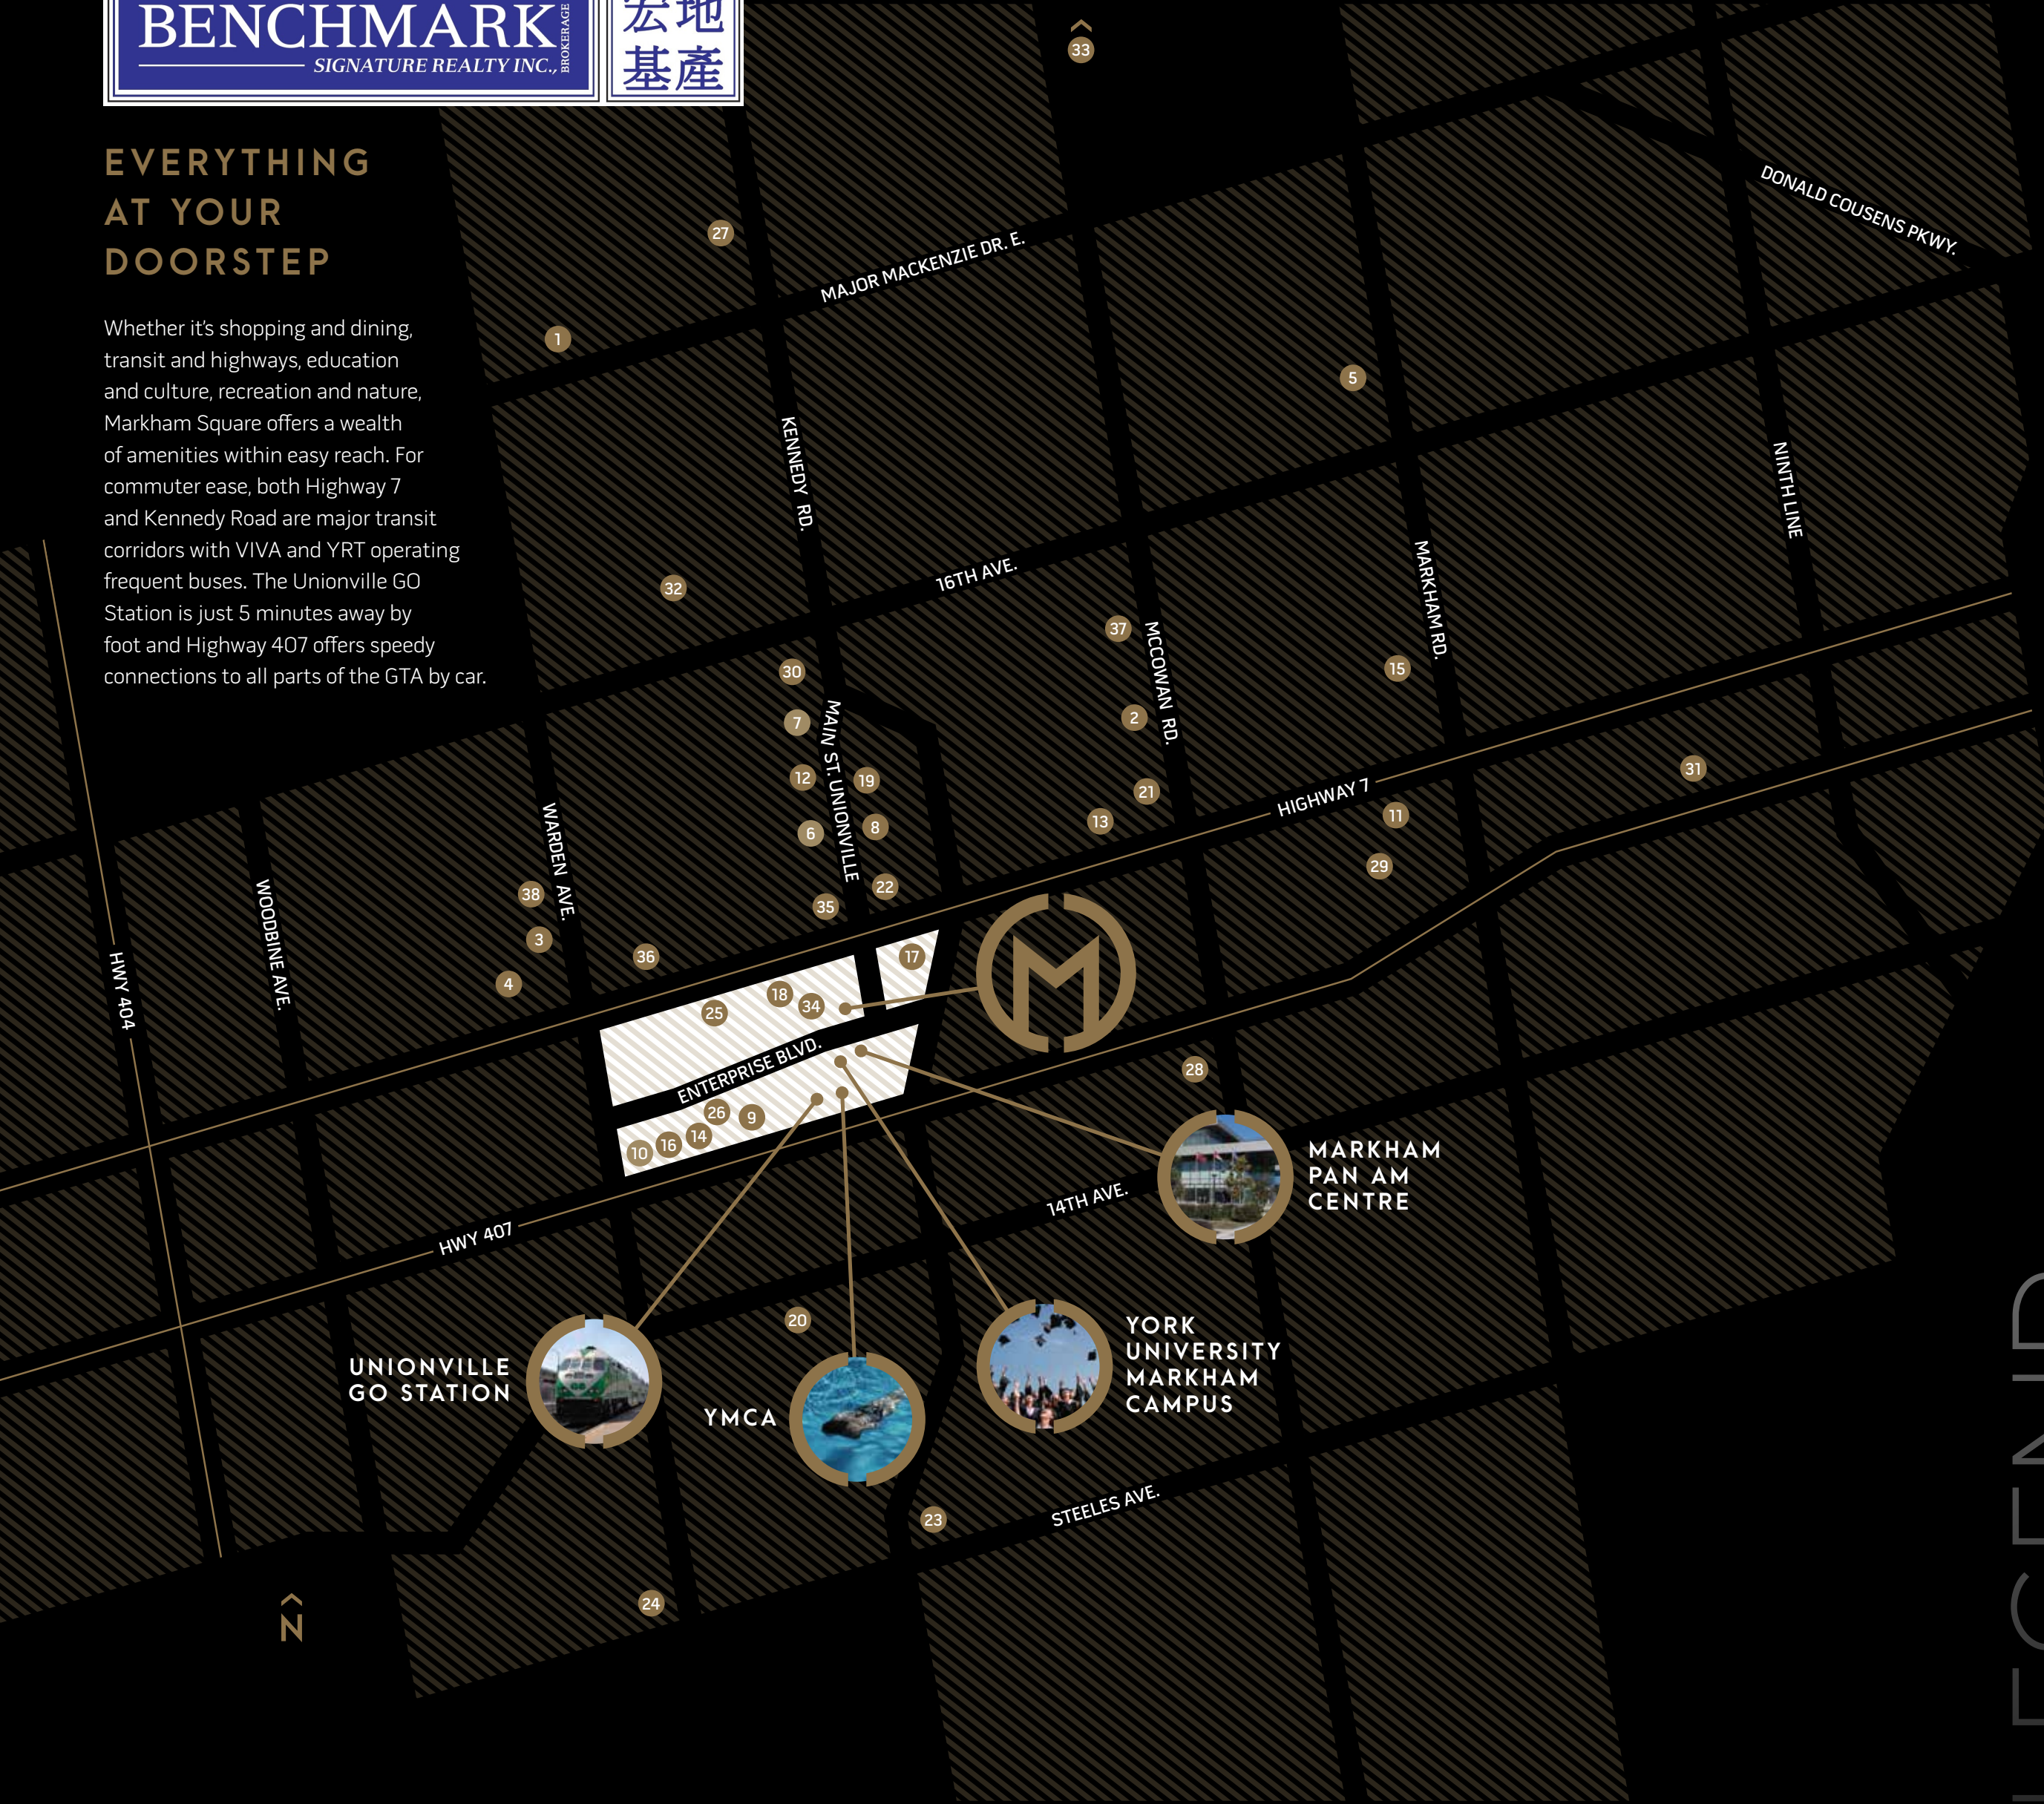 BENCHMARK
BROKERAGE
SIGNATURE REALTY INC.,
宏地
基產
33
EVERYTHING
AT YOUR
DOORSTEP
Whether it's shopping and dining,
transit and highways, education
and culture, recreation and nature,
Markham Square offers a wealth
of amenities within easy reach. For
commuter ease, both Highway 7
and Kennedy Road are major transit
corridors with VIVA and YRT operating
frequent buses. The Unionville GO
Station is just 5 minutes away by
foot and Highway 407 offers speedy
connections to all parts of the GTA by car.
DONALD COUSENS PKWY.
27
MAJOR MACKENZIE DR. E.
1
5
KENNEDY RD.
NINTH LINE
16TH AVE.
MARKHAM RD.
32
37
MCCOWAN RD.
15
30
7
MAIN ST. UNIONVILLE
2
12
19
21
31
HIGHWAY 7
11
13
6
8
29
WARDEN AVE.
WOODBINE AVE.
38
22
35
3
36
17
4
HWY 404
18
34
25
M
ENTERPRISE BLVD.
28
26
9
14
16
10
MARKHAM
PAN AM
CENTRE
14TH AVE.
HWY 407
20
YORK
UNIVERSITY
MARKHAM
CAMPUS
UNIONVILLE
GO STATION
YMCA
23
STEELES AVE.
24
N
LEGEND